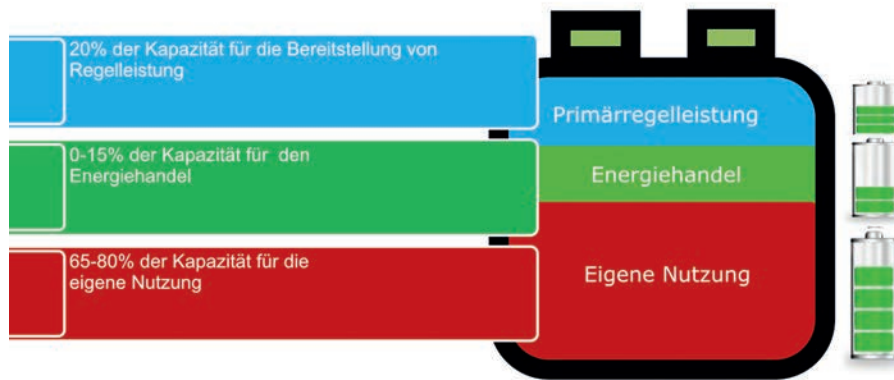 20% der Kapazität für die Bereitstellung von
Regelleistung
Primärregelleistung
0-15% der Kapazität für den
Energiehandel
Energiehandel
65-80% der Kapazität für die
eigene Nutzung
Eigene Nutzung